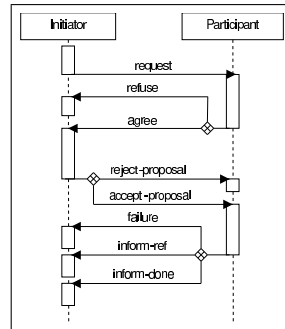 Initiator
Participant
request
refuse
agree
reject-proposal
accept-proposal
failure
inform-ref
inform-done